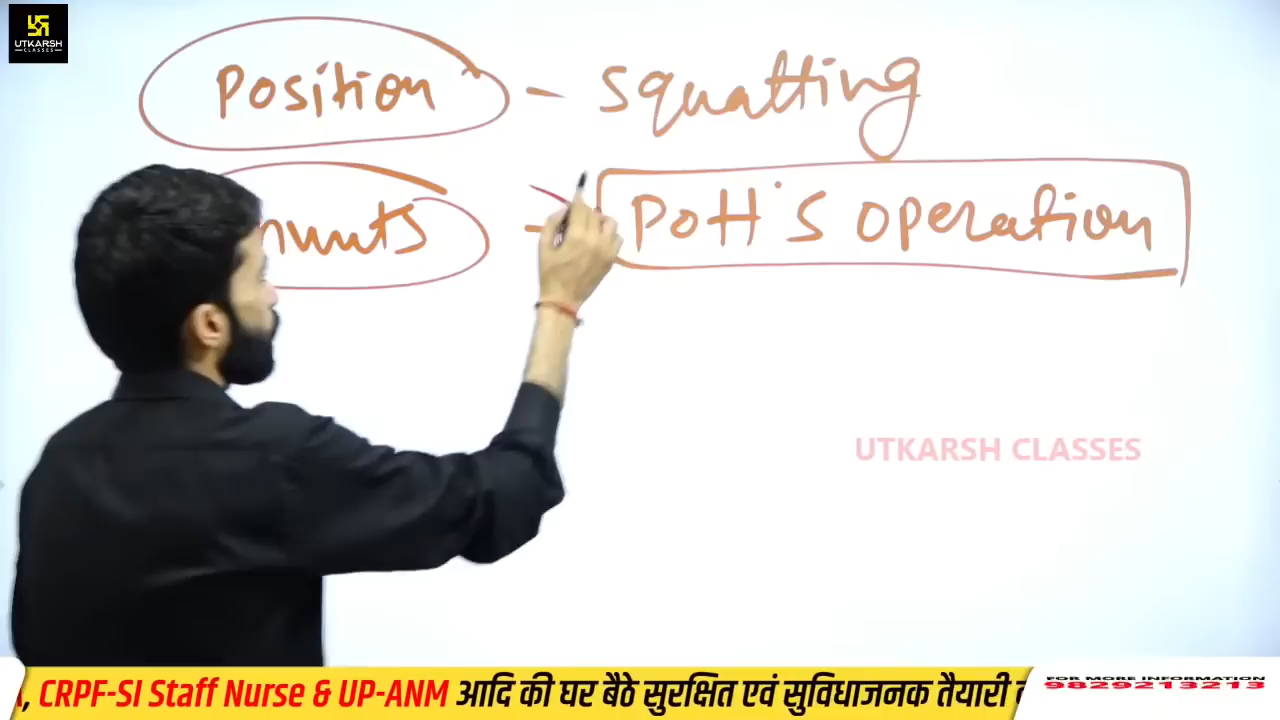 UTKARSH
CLASSES
Position - squatting
- Pott's operation
UTKARSH CLASSES
, CRPF-SI Staff Nurse & UP-ANM आदि की घर बैठे सुरक्षित एवं सुविधाजनक तैयारी
FOR MORE INFORMATION
9829213213